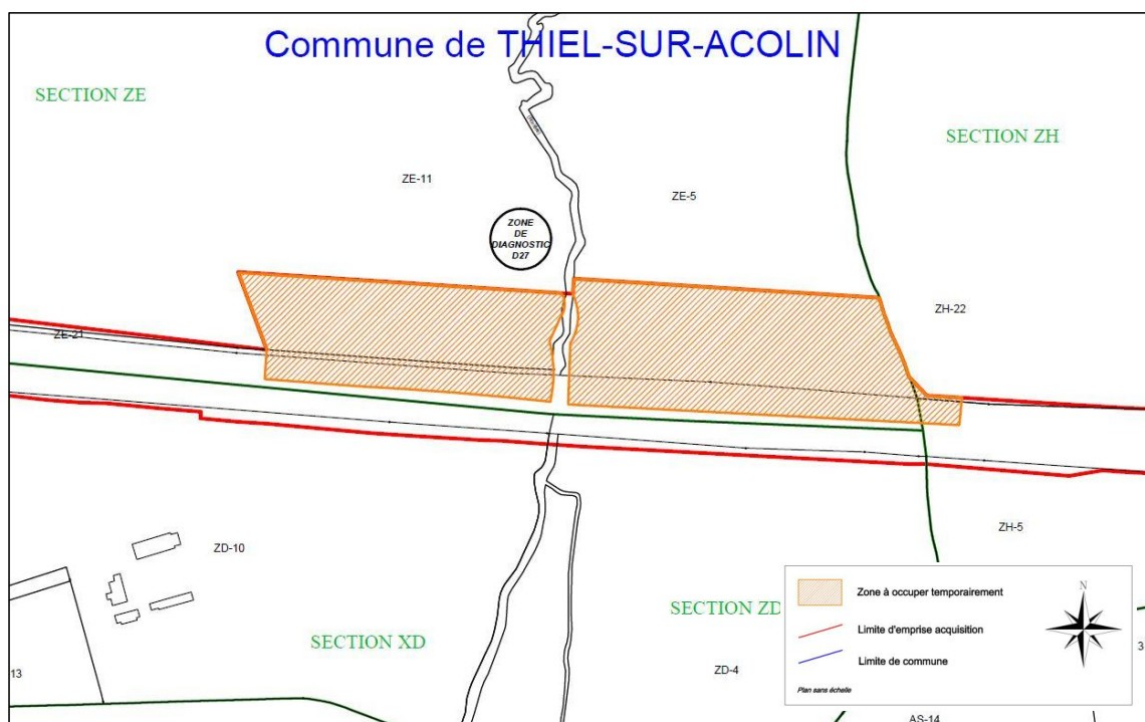 Commune de THIEL-SUR-ACOLIN
SECTION ZE
SECTION ZH
ZE-11
ZE-5
ZONE
DE
DIAGNOSTIC
D27
ZH-22
ZE-21
ZH-5
ZD-10
SECTION ZD
SECTION XD
ZD-4
13
3
AS-14
Zone à occuper temporairement
Limite d'emprise acquisition
Limite de commune
Plan sans échelle
N